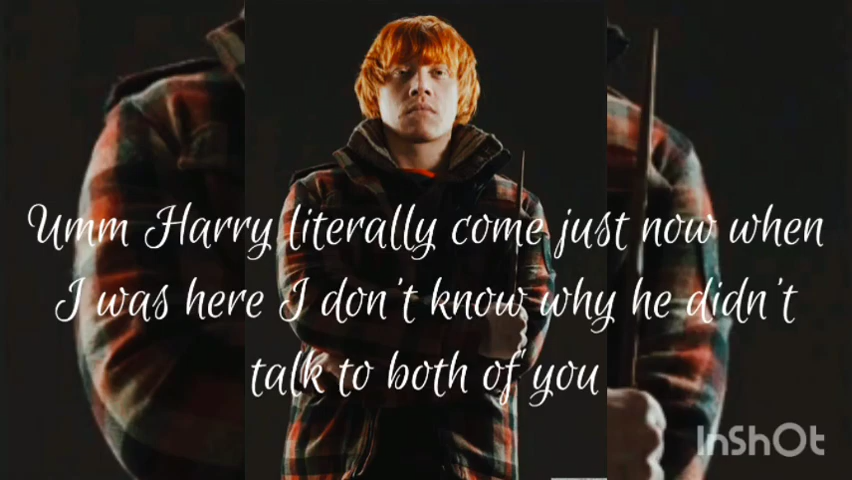 Umm Harry literally come just now when
I was here I don't know why he didn't
talk to both of you
InShOt